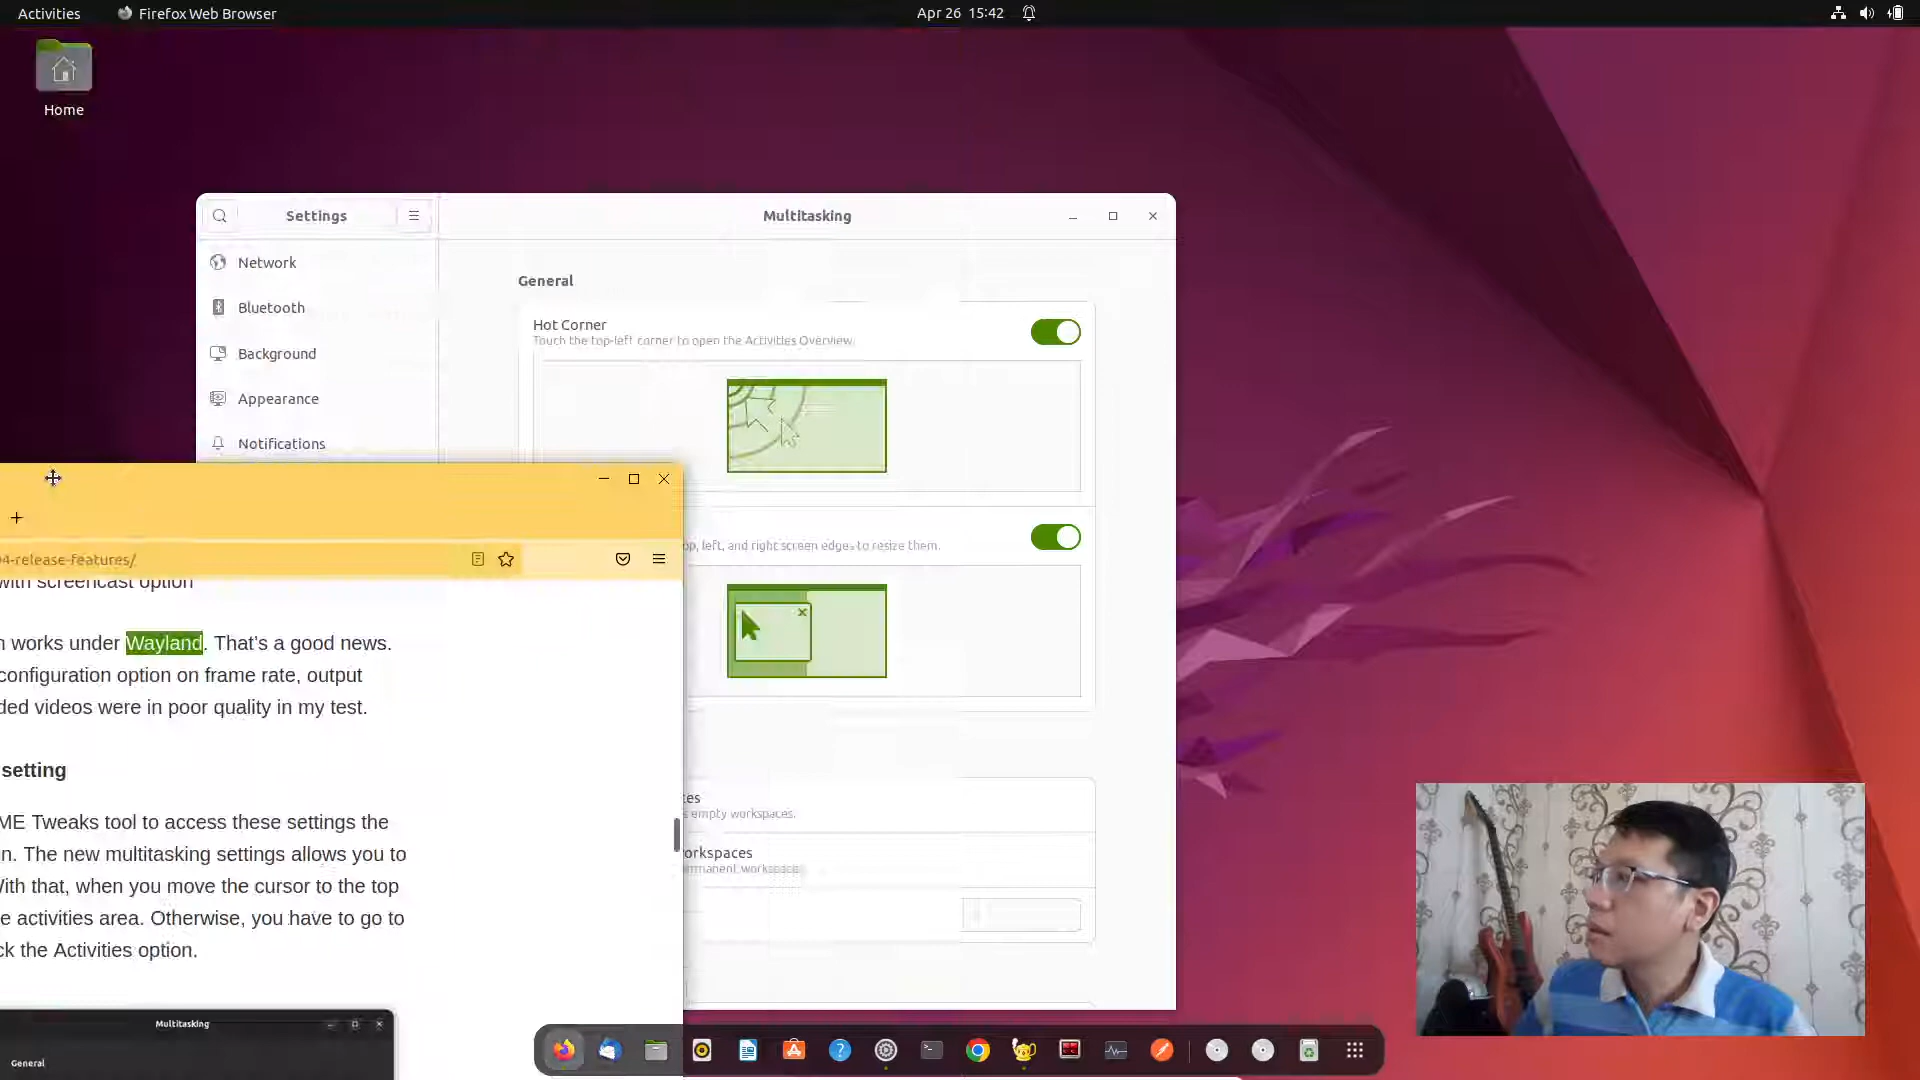 Activities
Firefox Web Browser
Apr 26 15:42
Home
Settings
Multitasking
Network
Bluetooth
Background
Appearance
Notifications
General
Hot Corner
Touch the top-left corner to open the Activities Overview.
op, left, and right screen edges to resize them.
4-release-features/
with screencast option
n works under Wayland. That's a good news.
configuration option on frame rate, output
ded videos were in poor quality in my test.
setting
ME Tweaks tool to access these settings the
n. The new multitasking settings allows you to
With that, when you move the cursor to the top
e activities area. Otherwise, you have to go to
ck the Activities option.
Multitasking
General
ces
s empty workspaces.
orkspaces
ermanent workspaces